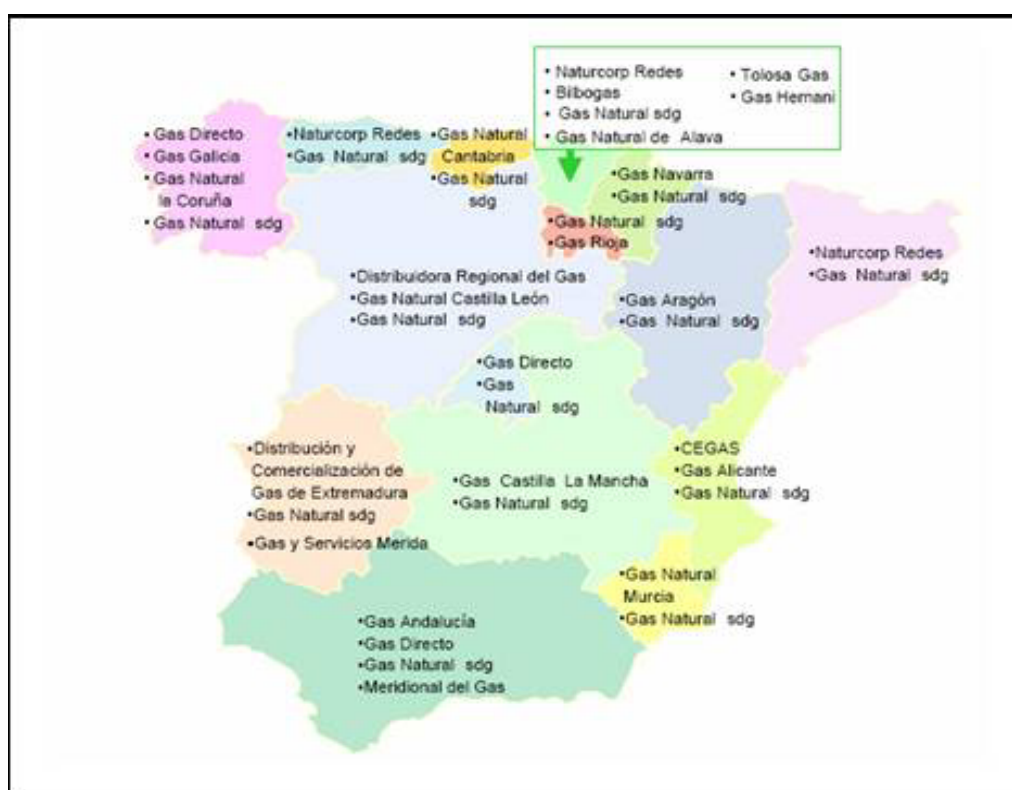 • Naturcorp Redes
• Bilbogas
• Gas Natural sdg
• Gas Natural de Alava
• Tolosa Gas
• Gas Hernani
• Gas Directo
• Gas Galicia
• Gas Natural
la Coruña
• Gas Natural sdg
•Naturcorp Redes
•Gas Natural sdg
•Gas Natural
Cantabria
•Gas Natural
sdg
•Gas Navarra
•Gas Natural sdg
•Gas Natural sdg
•Gas Rioja
•Naturcorp Redes
•Gas Natural sdg
•Distribuidora Regional del Gas
•Gas Natural Castilla León
•Gas Natural sdg
•Gas Aragón
•Gas Natural sdg
•Gas Directo
•Gas
Natural sdg
•Distribución y
Comercialización de
Gas de Extremadura
•Gas Natural sdg
•Gas y Servicios Merida
•Gas Castilla La Mancha
•Gas Natural sdg
•CEGAS
•Gas Alicante
•Gas Natural sdg
•Gas Natural
Murcia
•Gas Natural sdg
•Gas Andalucía
•Gas Directo
•Gas Natural sdg
•Meridional del Gas